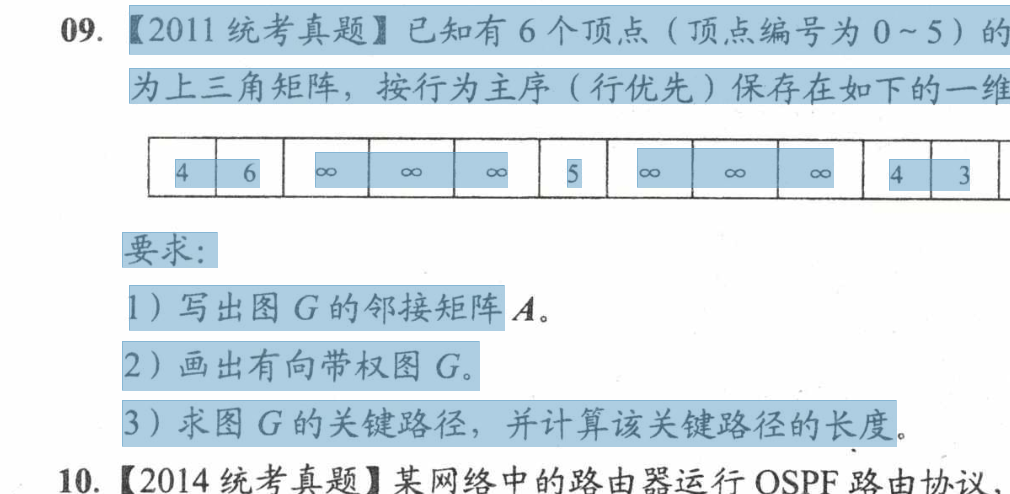 09. 【2011 统考真题】已知有 6 个顶点（顶点编号为 0 ~ 5）的
为上三角矩阵，按行为主序（行优先）保存在如下的一维
4 6 ∞ ∞ ∞ 5 ∞ ∞ ∞ 4 3
要求：
1）写出图 G 的邻接矩阵 A。
2）画出有向带权图 G。
3）求图 G 的关键路径，并计算该关键路径的长度。
10. 【2014 统考真题】某网络中的路由器运行 OSPF 路由协议，